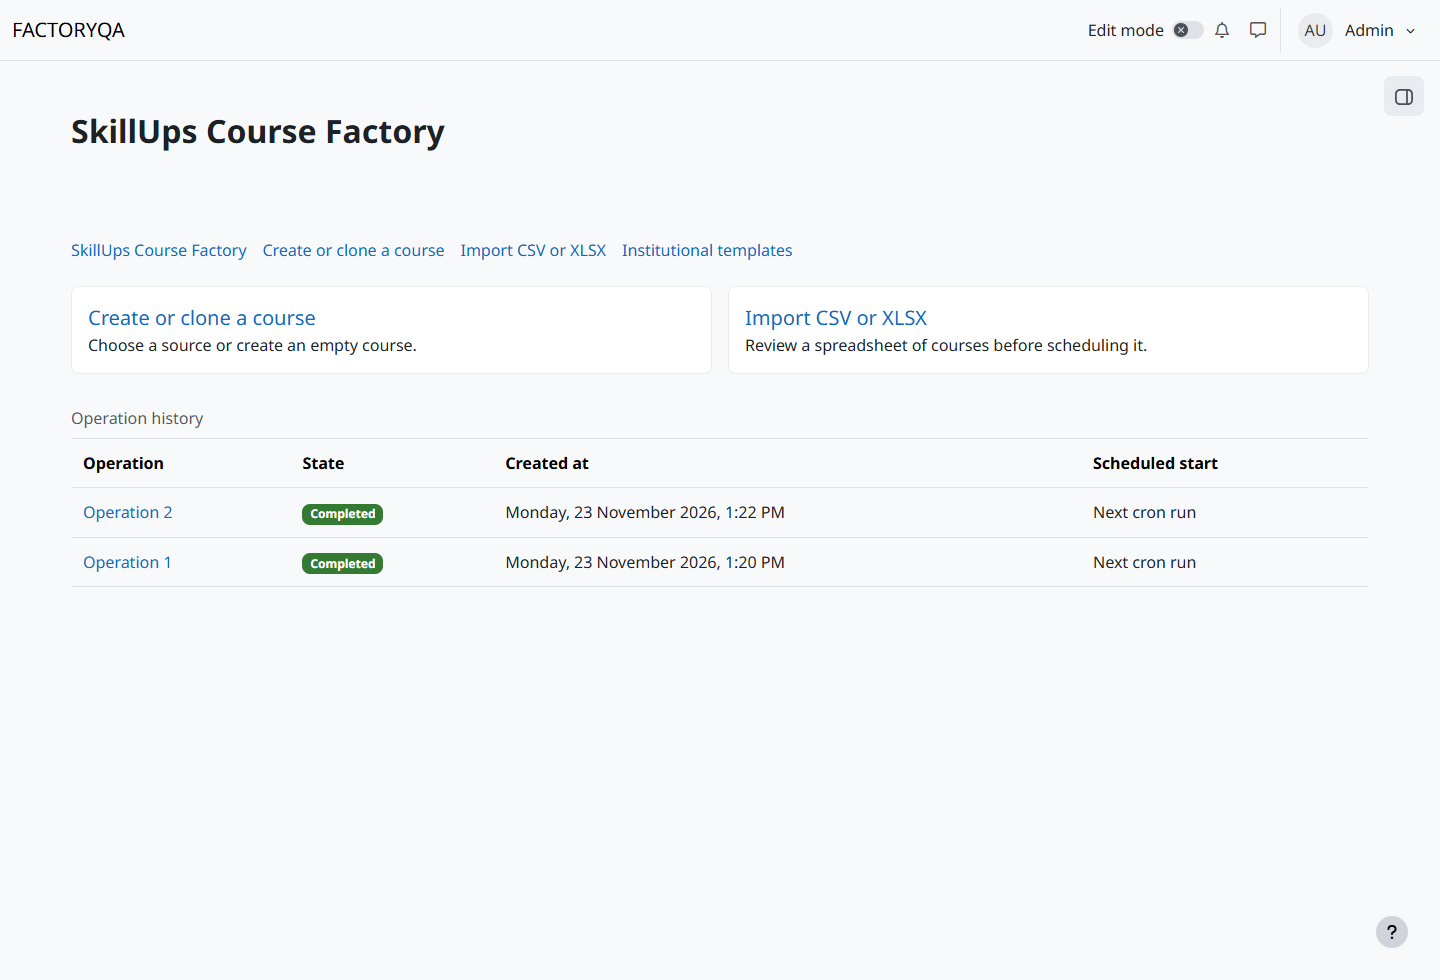 FACTORYQA
Edit mode
AU
Admin
SkillUps Course Factory
SkillUps Course Factory Create or clone a course Import CSV or XLSX Institutional templates
Create or clone a course
Choose a source or create an empty course.
Import CSV or XLSX
Review a spreadsheet of courses before scheduling it.
Operation history
Operation State Created at Scheduled start
Operation 2 Completed Monday, 23 November 2026, 1:22 PM Next cron run
Operation 1 Completed Monday, 23 November 2026, 1:20 PM Next cron run
?